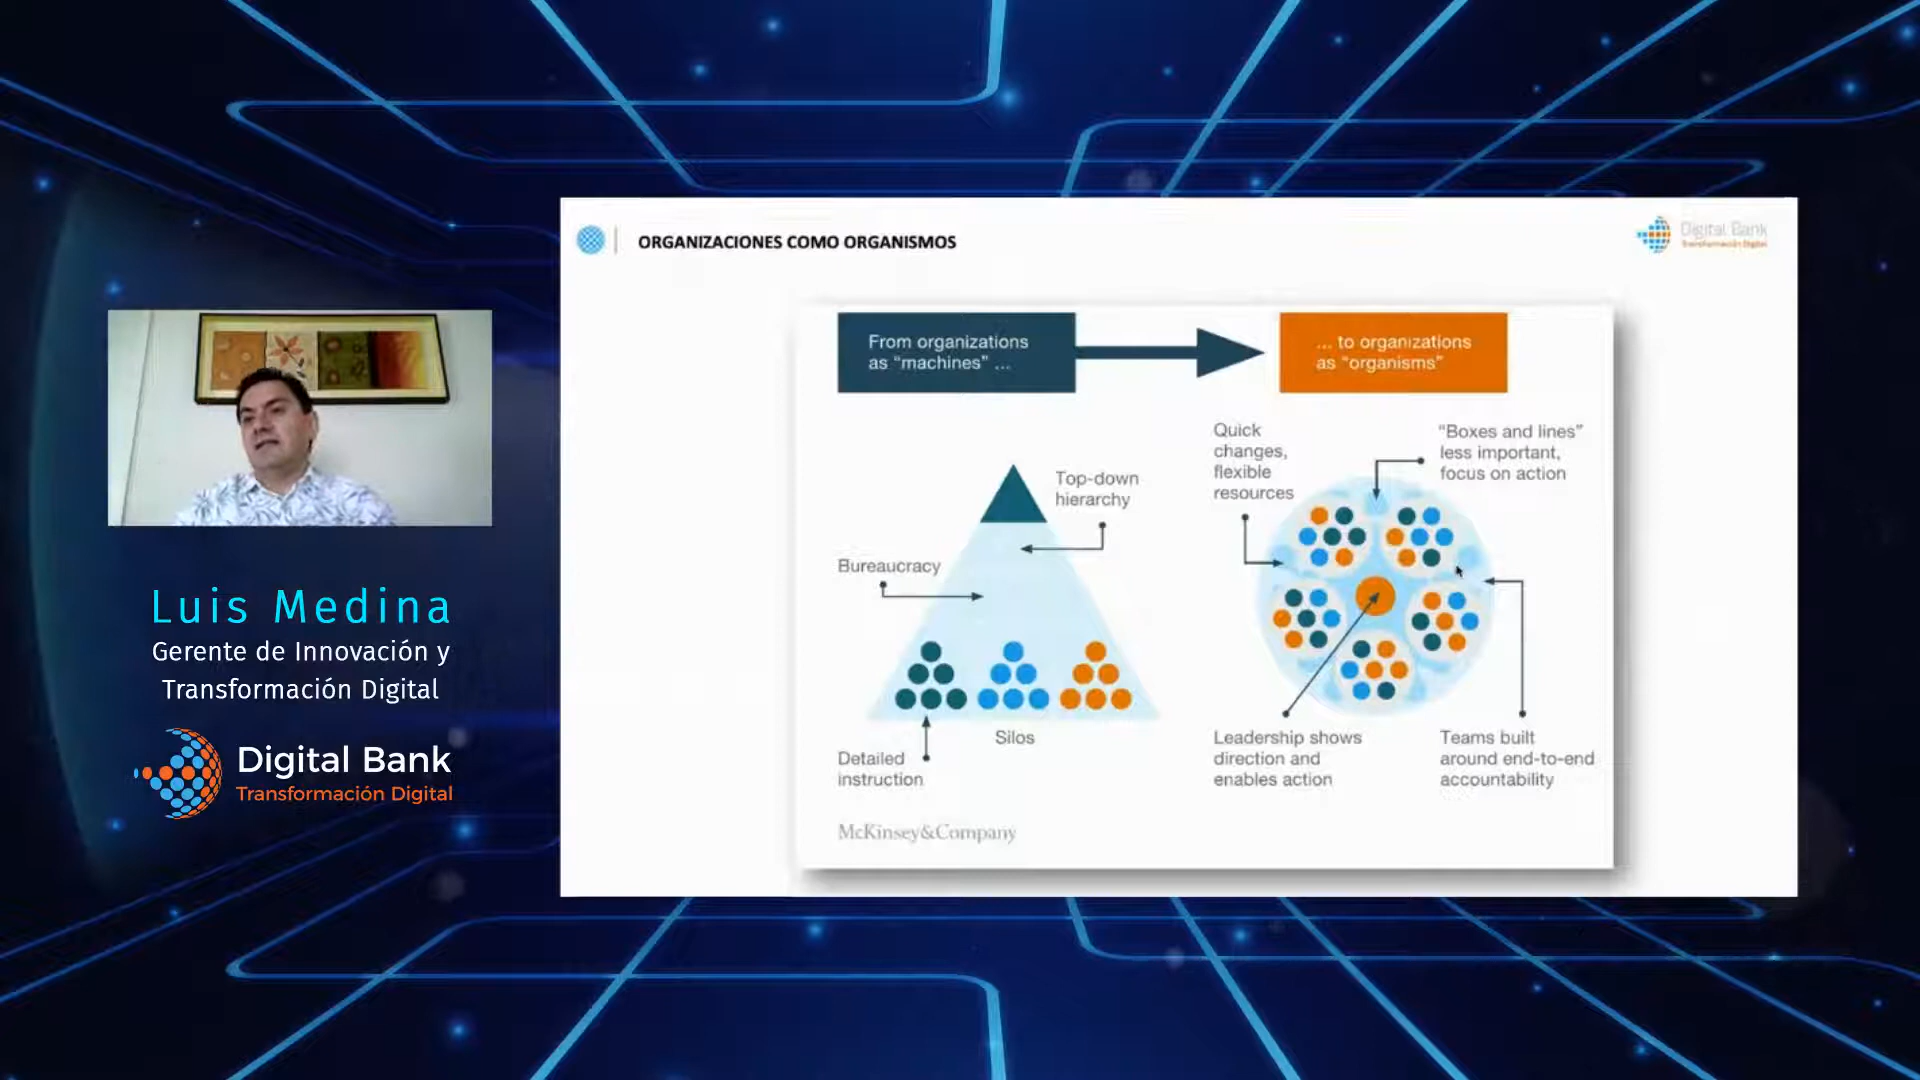 Luis Medina
Gerente de Innovación y
Transformación Digital
Digital Bank
Transformación Digital
ORGANIZACIONES COMO ORGANISMOS
Digital Bank
Transformación Digital
From organizations
as “machines” ...
... to organizations
as “organisms”
Top-down
hierarchy
Bureaucracy
Silos
Detailed
instruction
Quick
changes,
flexible
resources
“Boxes and lines”
less important,
focus on action
Leadership shows
direction and
enables action
Teams built
around end-to-end
accountability
McKinsey&Company